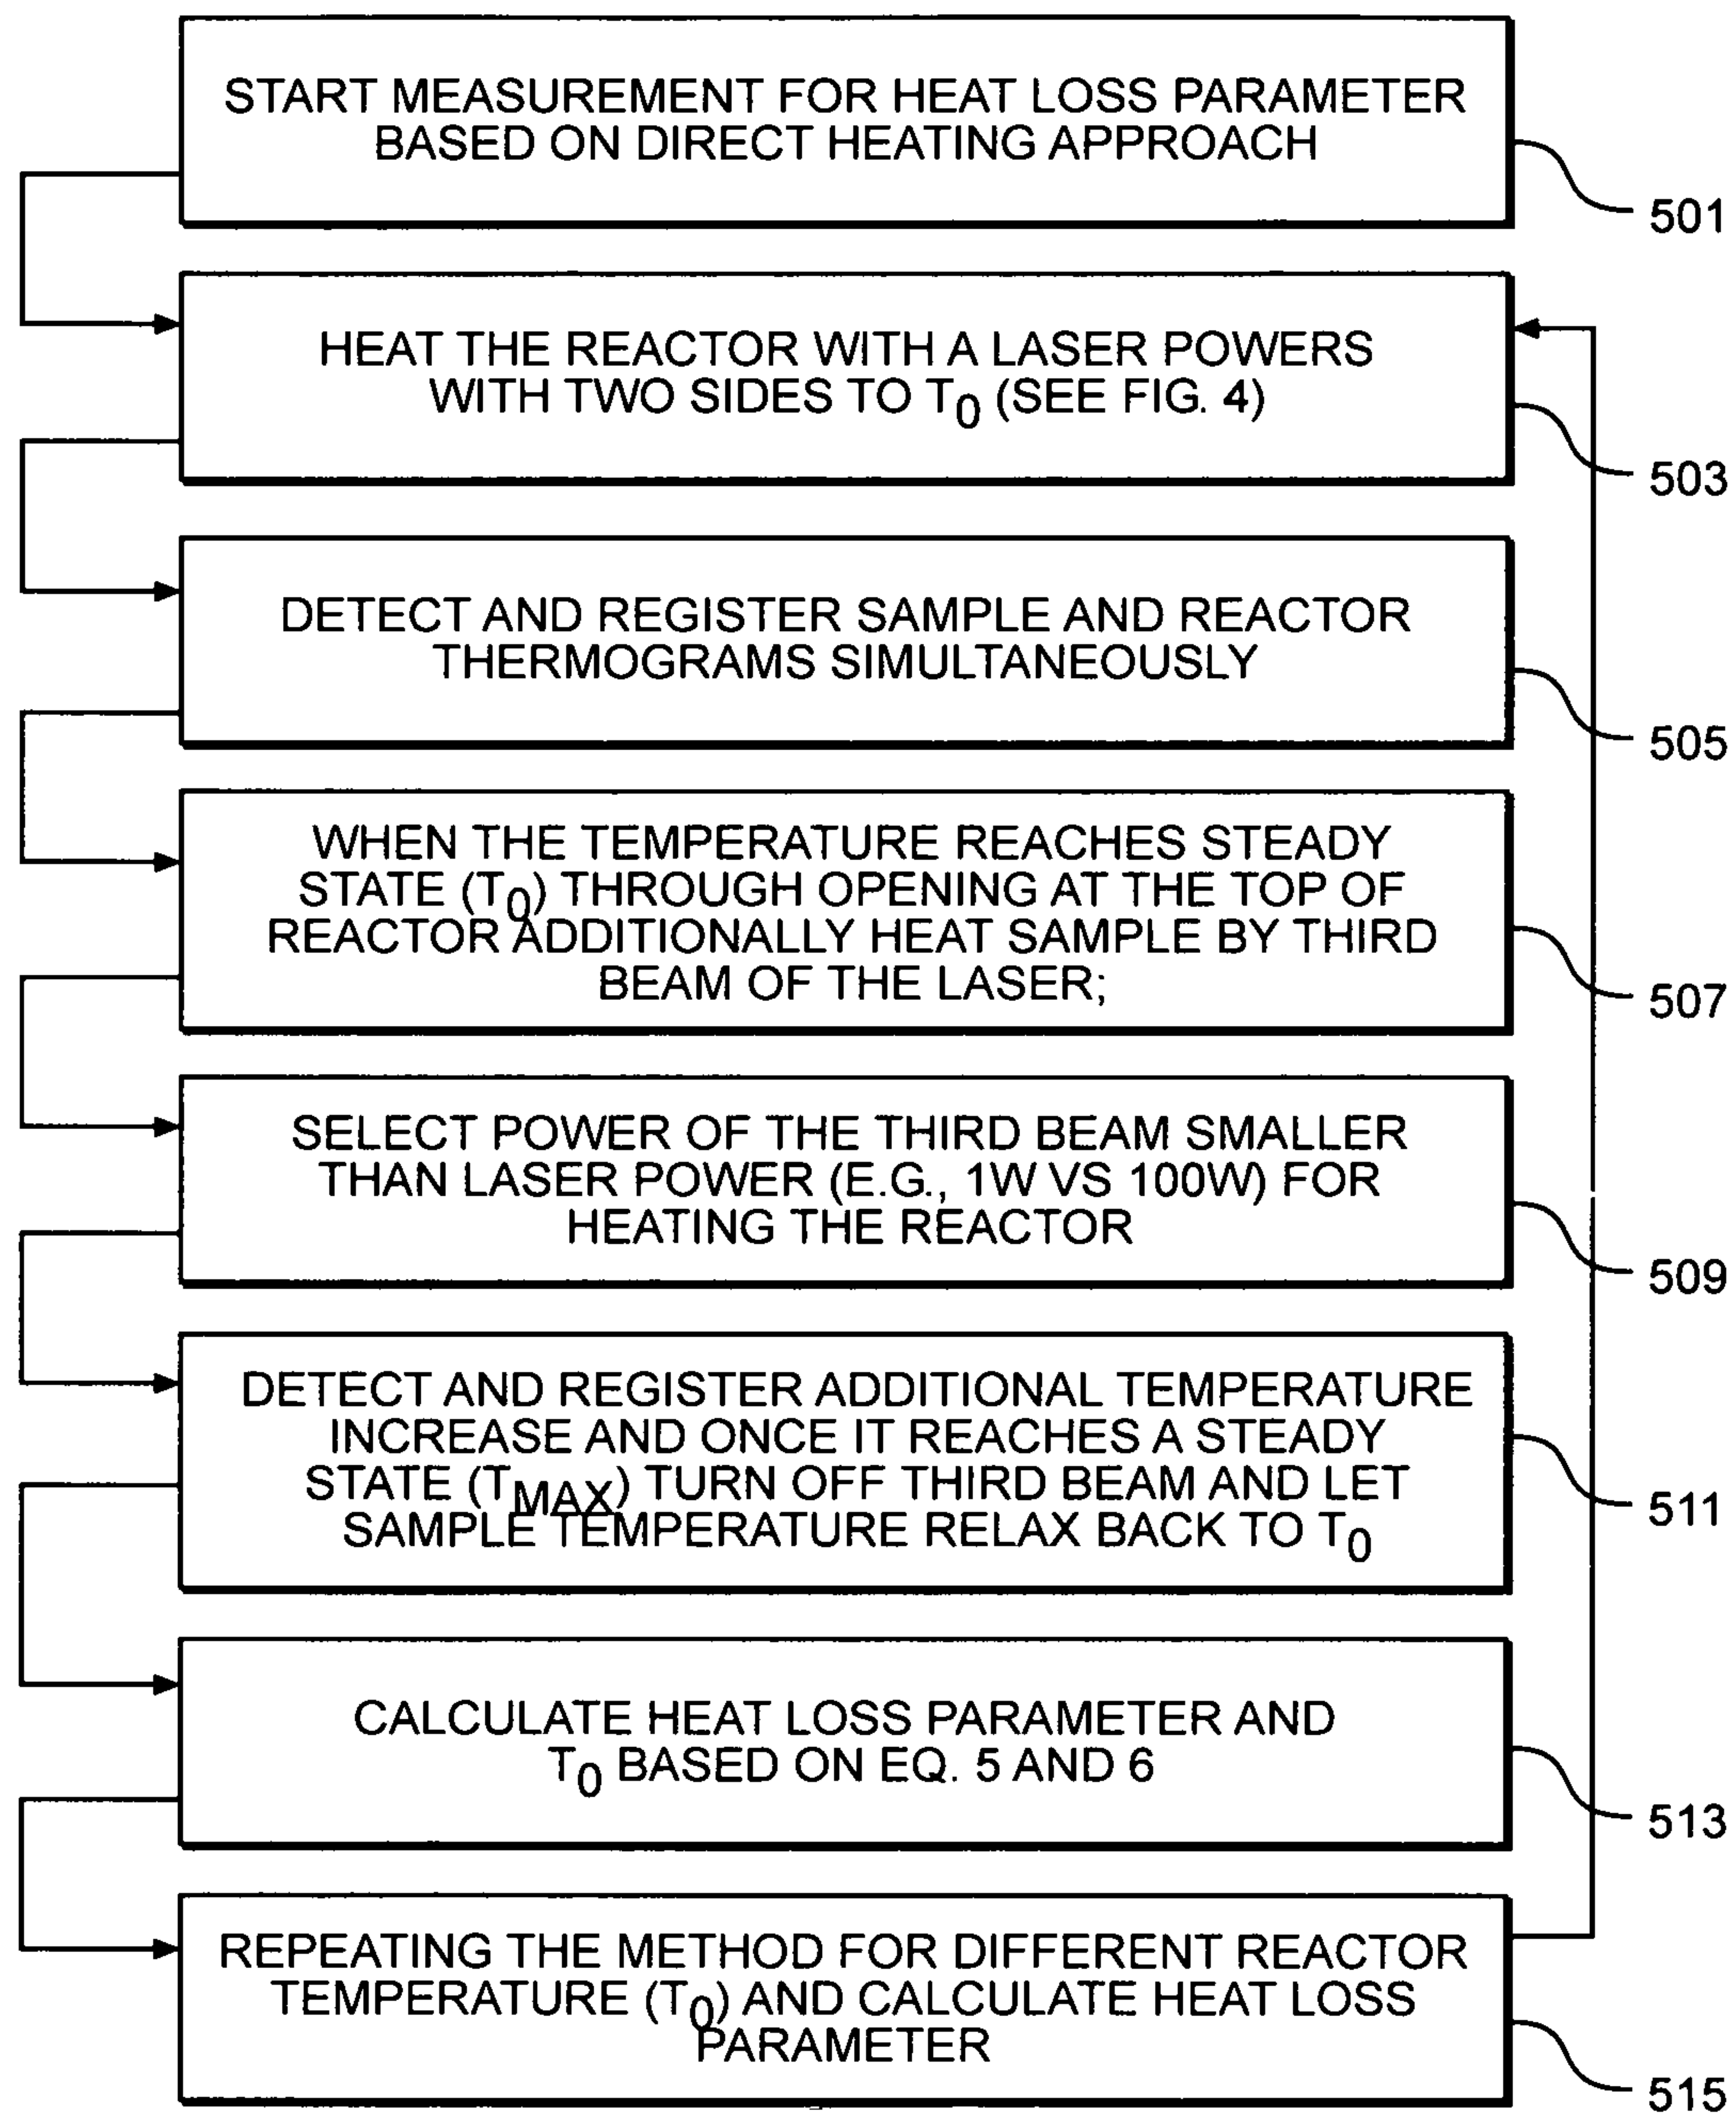 START MEASUREMENT FOR HEAT LOSS PARAMETER
BASED ON DIRECT HEATING APPROACH
501
HEAT THE REACTOR WITH A LASER POWERS
WITH TWO SIDES TO T0 (SEE FIG. 4)
503
DETECT AND REGISTER SAMPLE AND REACTOR
THERMOGRAMS SIMULTANEOUSLY
505
WHEN THE TEMPERATURE REACHES STEADY
STATE (T0) THROUGH OPENING AT THE TOP OF
REACTOR ADDITIONALLY HEAT SAMPLE BY THIRD
BEAM OF THE LASER;
507
SELECT POWER OF THE THIRD BEAM SMALLER
THAN LASER POWER (E.G., 1W VS 100W) FOR
HEATING THE REACTOR
509
DETECT AND REGISTER ADDITIONAL TEMPERATURE
INCREASE AND ONCE IT REACHES A STEADY
STATE (TMAX) TURN OFF THIRD BEAM AND LET
SAMPLE TEMPERATURE RELAX BACK TO T0
511
CALCULATE HEAT LOSS PARAMETER AND
T0 BASED ON EQ. 5 AND 6
513
REPEATING THE METHOD FOR DIFFERENT REACTOR
TEMPERATURE (T0) AND CALCULATE HEAT LOSS
PARAMETER
515